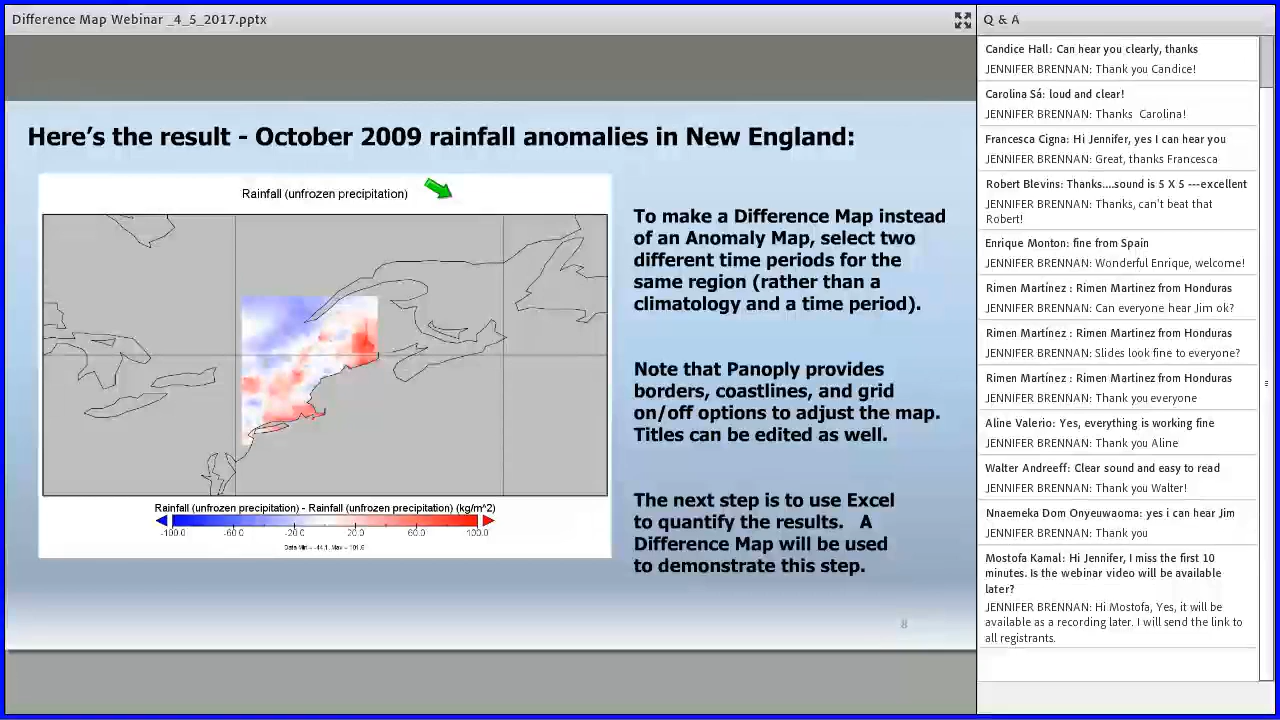 Difference Map Webinar _4_5_2017.pptx
Here's the result - October 2009 rainfall anomalies in New England:
Rainfall (unfrozen precipitation)
Rainfall (unfrozen precipitation) - Rainfall (unfrozen precipitation) (kg/m^2)
-100.0 -60.0 -20.0 20.0 60.0 100.0
Data Min = -44.1, Max = 101.6
To make a Difference Map instead
of an Anomaly Map, select two
different time periods for the
same region (rather than a
climatology and a time period).
Note that Panoply provides
borders, coastlines, and grid
on/off options to adjust the map.
Titles can be edited as well.
The next step is to use Excel
to quantify the results. A
Difference Map will be used
to demonstrate this step.
8
Q & A
Candice Hall: Can hear you clearly, thanks
JENNIFER BRENNAN: Thank you Candice!
Carolina Sá: loud and clear!
JENNIFER BRENNAN: Thanks Carolina!
Francesca Cigna: Hi Jennifer, yes I can hear you
JENNIFER BRENNAN: Great, thanks Francesca
Robert Blevins: Thanks....sound is 5 X 5 ---excellent
JENNIFER BRENNAN: Thanks, can't beat that
Robert!
Enrique Monton: fine from Spain
JENNIFER BRENNAN: Wonderful Enrique, welcome!
Rimen Martínez : Rimen Martinez from Honduras
JENNIFER BRENNAN: Can everyone hear Jim ok?
Rimen Martínez : Rimen Martinez from Honduras
JENNIFER BRENNAN: Slides look fine to everyone?
Rimen Martínez : Rimen Martinez from Honduras
JENNIFER BRENNAN: Thank you everyone
Aline Valerio: Yes, everything is working fine
JENNIFER BRENNAN: Thank you Aline
Walter Andreeff: Clear sound and easy to read
JENNIFER BRENNAN: Thank you Walter!
Nnaemeka Dom Onyeuwaoma: yes i can hear Jim
JENNIFER BRENNAN: Thank you
Mostofa Kamal: Hi Jennifer, I miss the first 10
minutes. Is the webinar video will be available
later?
JENNIFER BRENNAN: Hi Mostofa, Yes, it will be
available as a recording later. I will send the link to
all registrants.